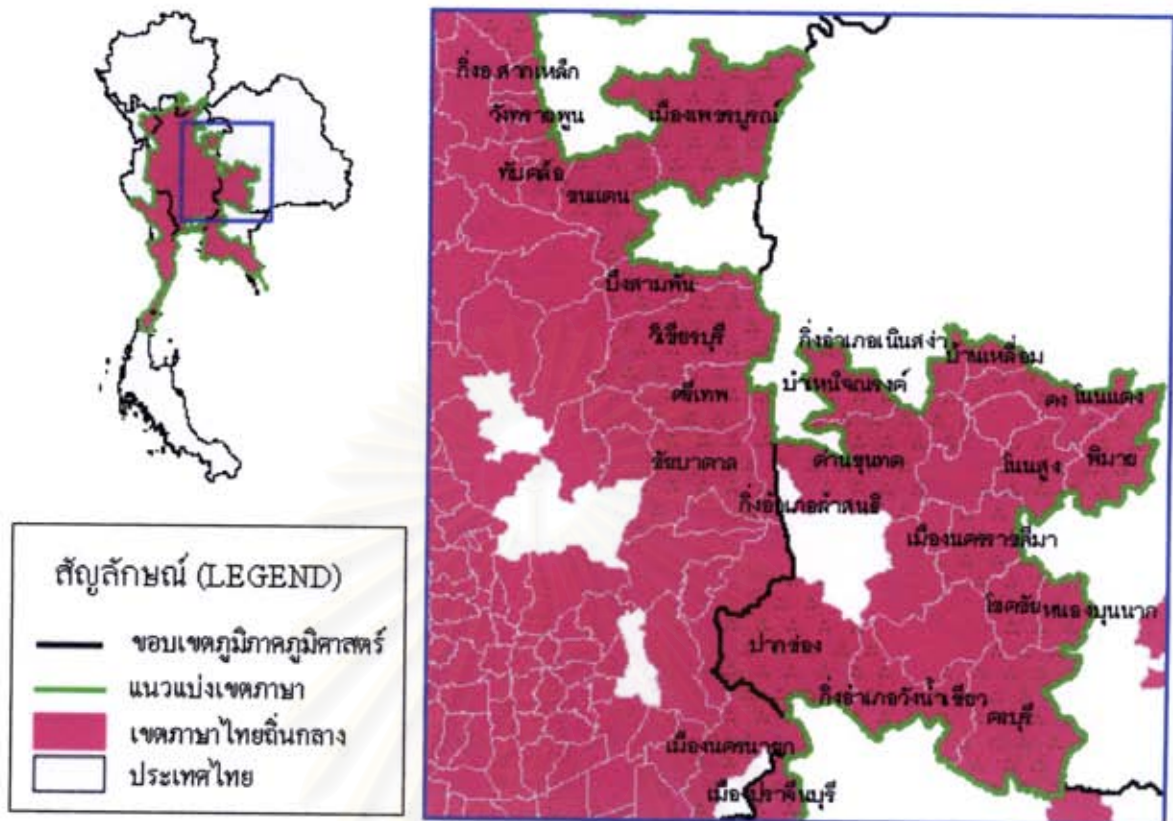 กิ่งอ.สากเหล็ก
วังทรายพูน
เมืองเพชรบูรณ์
ทับคล้อ
ชนแดน
บึงสามพัน
วิเชียรบุรี
กิ่งอำเภอเนินสง่า
บ้านเหลื่อม
ศรีเทพ
บำเหน็จณรงค์
คง
โนนแดง
ชัยบาดาล
ด่านขุนทด
โนนสูง
พิมาย
กิ่งอำเภอลำสนธิ
เมืองนครราชสีมา
โชคชัย
หนองบุนนาก
ปากช่อง
กิ่งอำเภอวังน้ำเขียว
ครบุรี
เมืองนครนายก
เมืองปราจีนบุรี
สัญลักษณ์ (LEGEND)
ขอบเขตภูมิภาคภูมิศาสตร์
แนวแบ่งเขตภาษา
เขตภาษาไทยถิ่นกลาง
ประเทศไทย